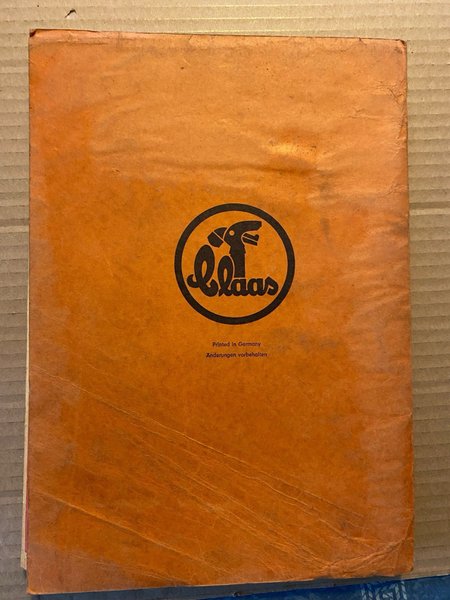 Claas
Printed in Germany
Änderungen vorbehalten